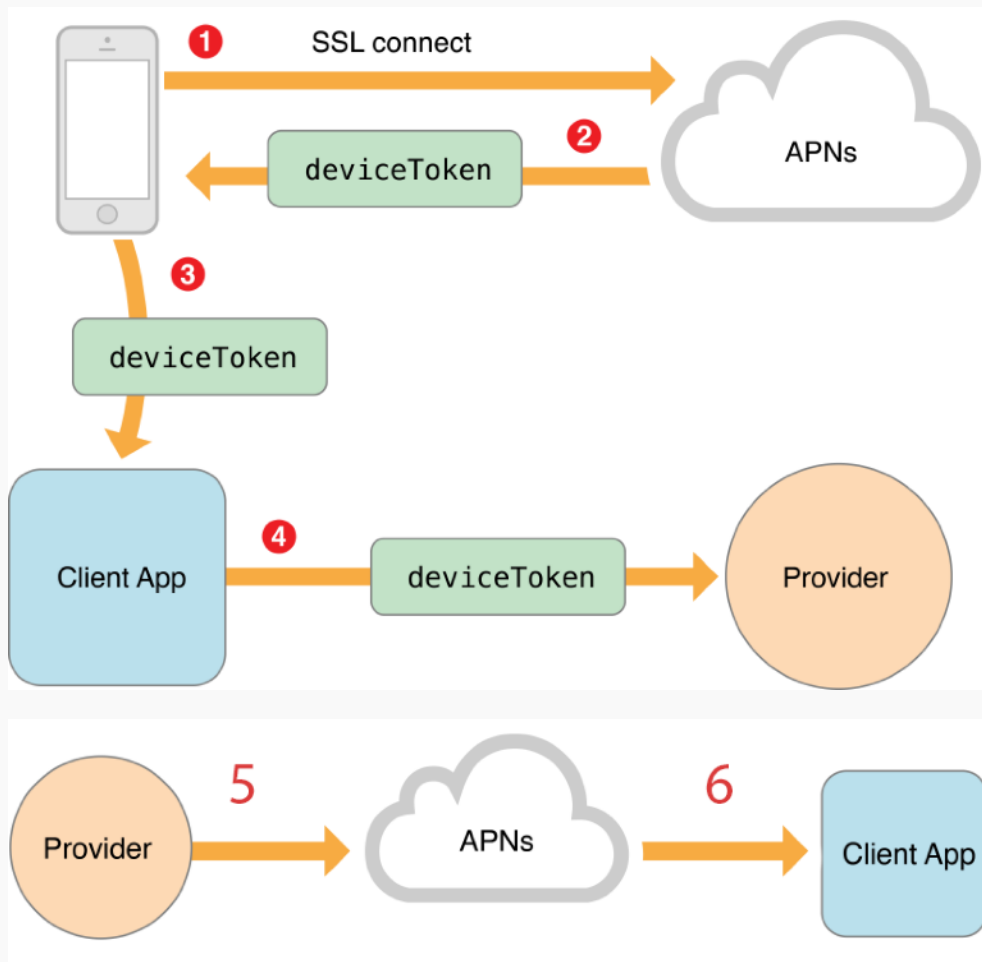 1
SSL connect
APNs
2
deviceToken
3
deviceToken
Client App
4
deviceToken
Provider
Provider
5
APNs
6
Client App